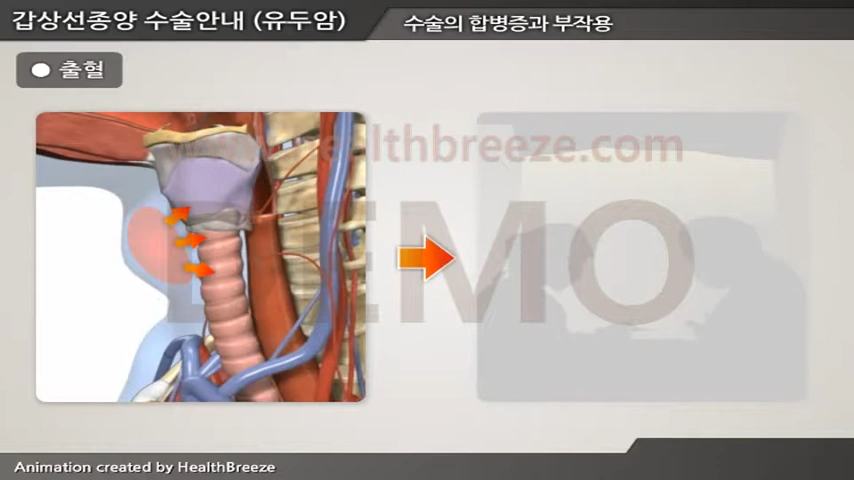 갑상선종양 수술안내 (유두암)
수술의 합병증과 부작용
출혈
www.healthbreeze.com
DEMO
Animation created by HealthBreeze